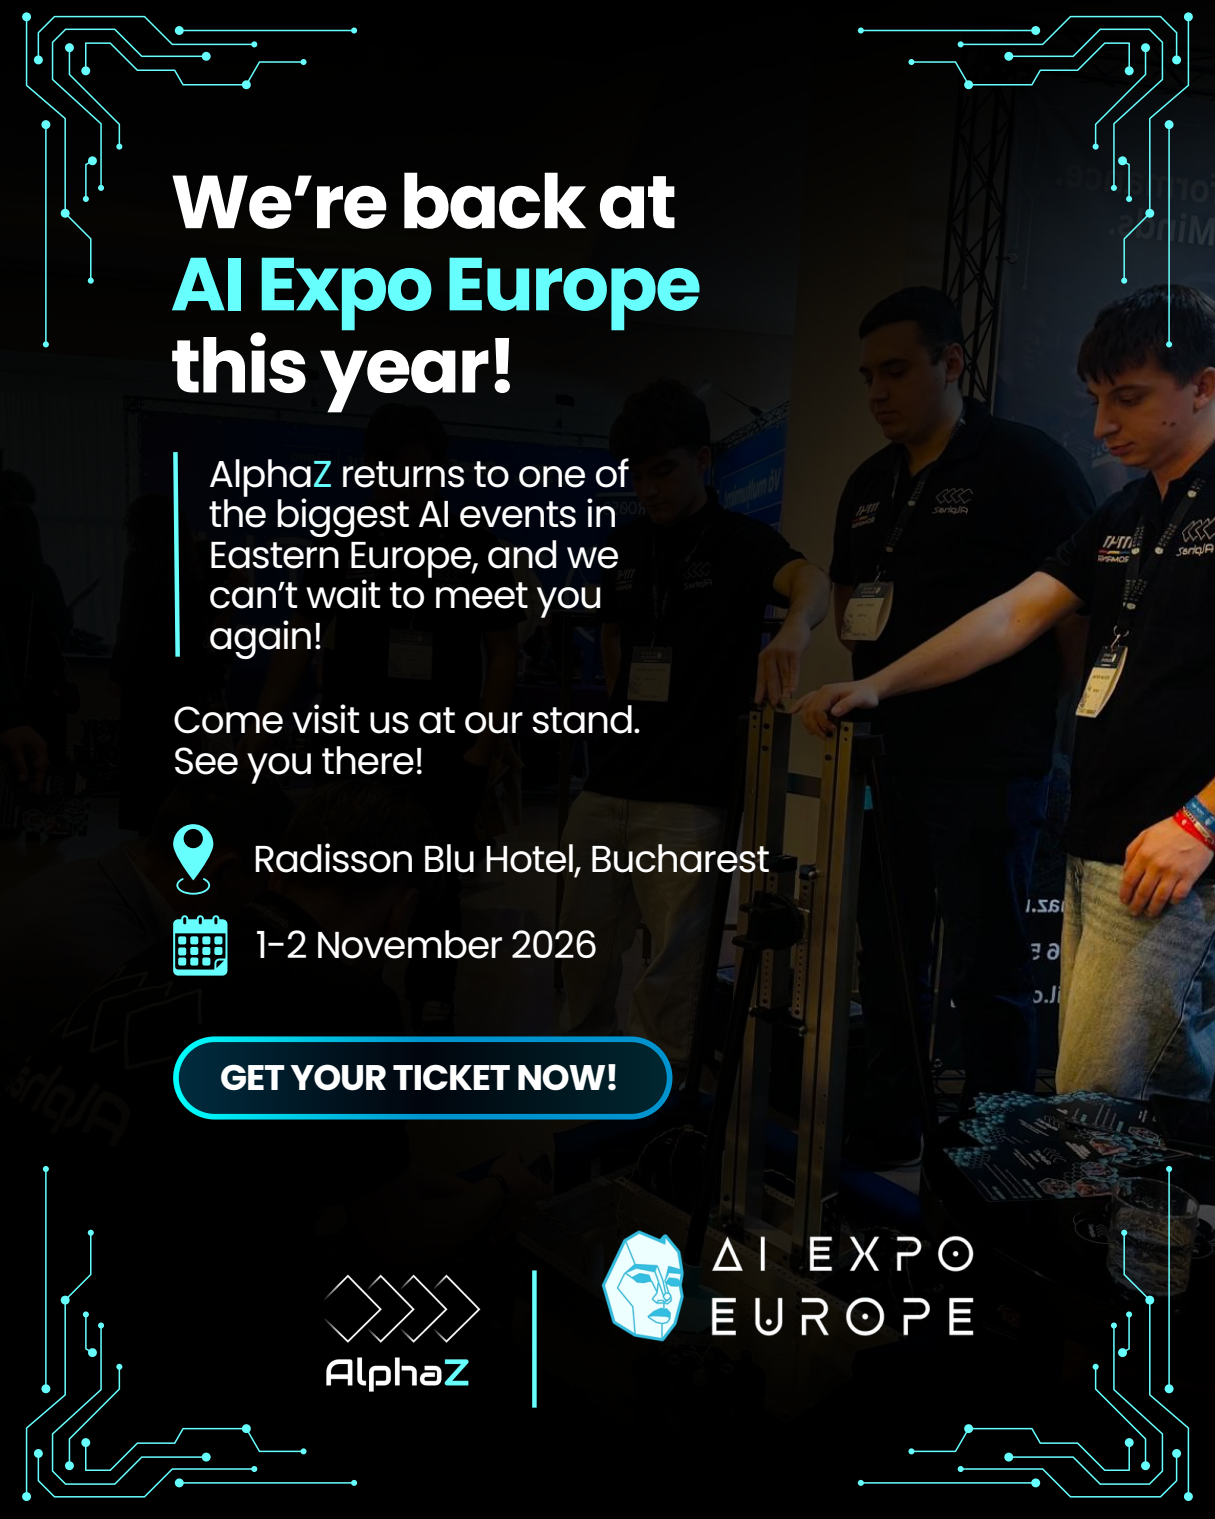 We’re back at
AI Expo Europe
this year!
AlphaZ returns to one of
the biggest AI events in
Eastern Europe, and we
can’t wait to meet you
again!
Come visit us at our stand.
See you there!
Radisson Blu Hotel, Bucharest
1-2 November 2026
GET YOUR TICKET NOW!
AI EXPO
EUROPE
AlphaZ